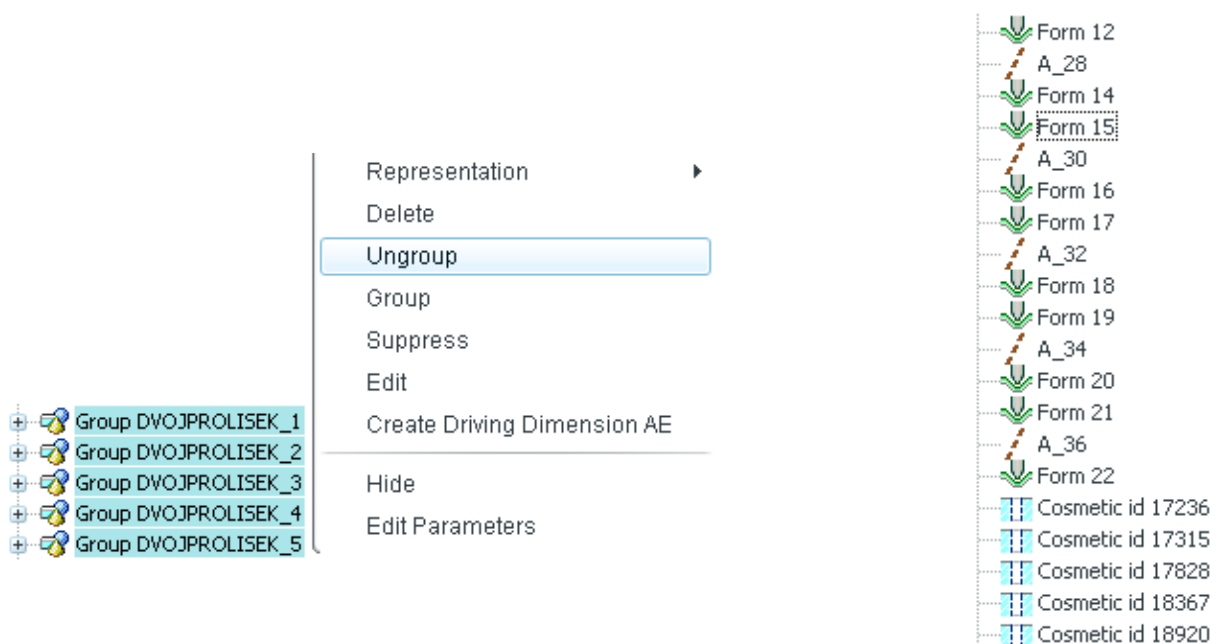 Group DVOJPROLISEK_1
Group DVOJPROLISEK_2
Group DVOJPROLISEK_3
Group DVOJPROLISEK_4
Group DVOJPROLISEK_5
Representation
Delete
Ungroup
Group
Suppress
Edit
Create Driving Dimension AE
Hide
Edit Parameters
Form 12
A_28
Form 14
Form 15
A_30
Form 16
Form 17
A_32
Form 18
Form 19
A_34
Form 20
Form 21
A_36
Form 22
Cosmetic id 17236
Cosmetic id 17315
Cosmetic id 17828
Cosmetic id 18367
Cosmetic id 18920